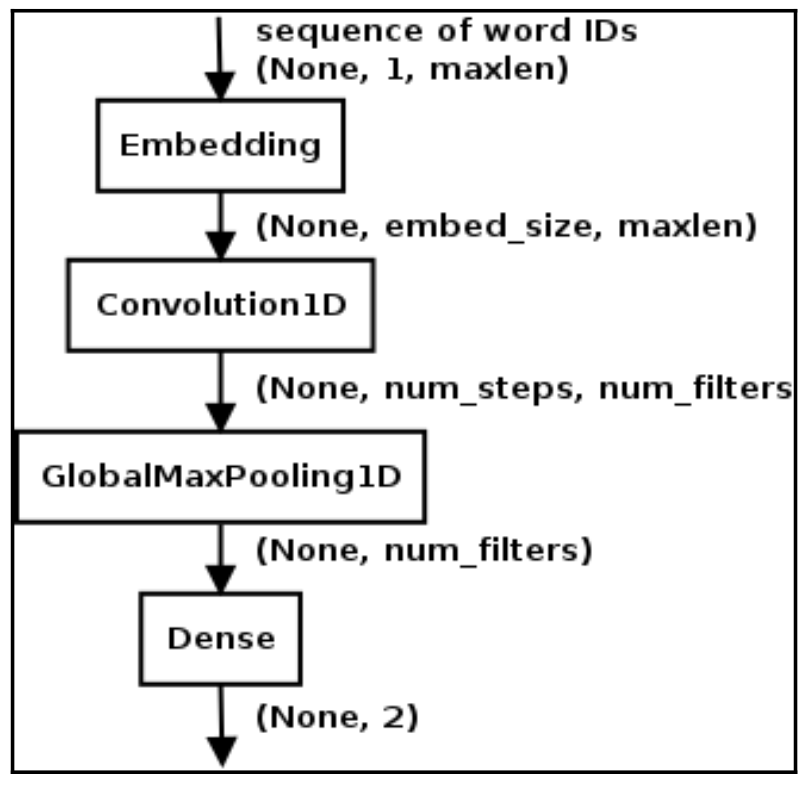 sequence of word IDs
(None, 1, maxlen)
Embedding
(None, embed_size, maxlen)
Convolution1D
(None, num_steps, num_filters
GlobalMaxPooling1D
(None, num_filters)
Dense
(None, 2)